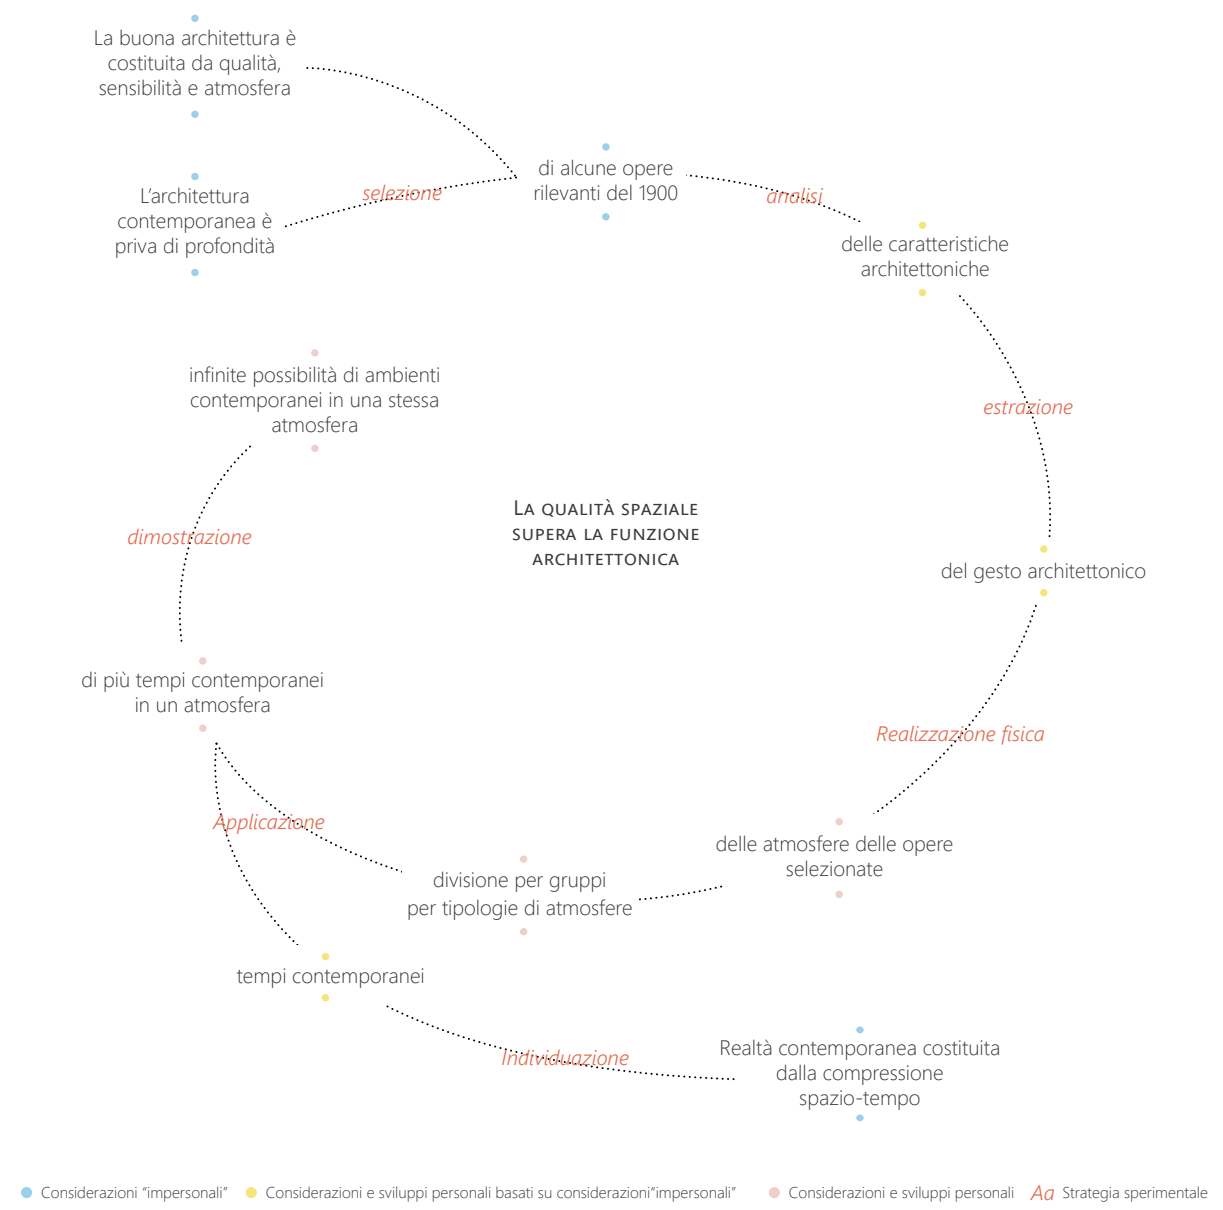 La buona architettura è
costituita da qualità,
sensibilità e atmosfera
L'architettura
contemporanea è
priva di profondità
selezione
di alcune opere
rilevanti del 1900
analisi
delle caratteristiche
architettoniche
estrazione
del gesto architettonico
Realizzazione fisica
delle atmosfere delle opere
selezionate
divisione per gruppi
per tipologie di atmosfere
Applicazione
tempi contemporanei
Individuazione
Realtà contemporanea costituita
dalla compressione
spazio-tempo
di più tempi contemporanei
in un atmosfera
dimostrazione
infinite possibilità di ambienti
contemporanei in una stessa
atmosfera
La qualità spaziale
supera la funzione
architettonica
Considerazioni "impersonali"
Considerazioni e sviluppi personali basati su considerazioni"impersonali"
Considerazioni e sviluppi personali
Aa Strategia sperimentale